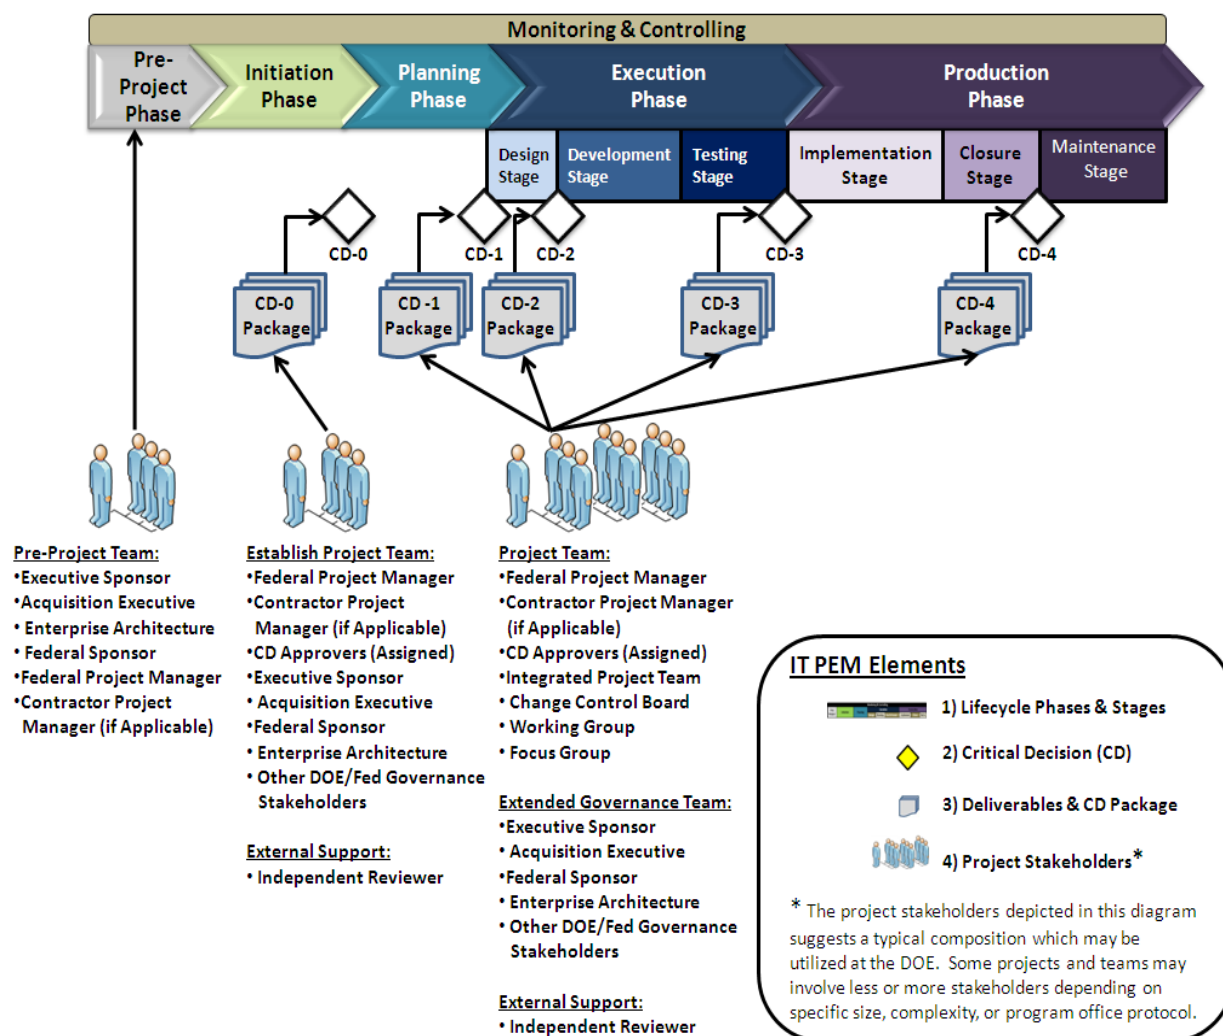 Monitoring & Controlling
Pre-
Project
Phase
Initiation
Phase
Planning
Phase
Execution
Phase
Production
Phase
Design
Stage
Development
Stage
Testing
Stage
Implementation
Stage
Closure
Stage
Maintenance
Stage
CD-0
CD-1
CD-2
CD-3
CD-4
CD-0
Package
CD -1
Package
CD-2
Package
CD-3
Package
CD-4
Package
Pre-Project Team:
•Executive Sponsor
•Acquisition Executive
• Enterprise Architecture
• Federal Sponsor
•Federal Project Manager
•Contractor Project
Manager (if Applicable)
Establish Project Team:
•Federal Project Manager
•Contractor Project
Manager (if Applicable)
•CD Approvers (Assigned)
•Executive Sponsor
• Acquisition Executive
•Federal Sponsor
• Enterprise Architecture
• Other DOE/Fed Governance
Stakeholders
External Support:
• Independent Reviewer
Project Team:
•Federal Project Manager
•Contractor Project Manager
(if Applicable)
•CD Approvers (Assigned)
•Integrated Project Team
• Change Control Board
• Working Group
• Focus Group
Extended Governance Team:
•Executive Sponsor
• Acquisition Executive
•Federal Sponsor
• Enterprise Architecture
• Other DOE/Fed Governance
Stakeholders
External Support:
• Independent Reviewer
IT PEM Elements
1) Lifecycle Phases & Stages
2) Critical Decision (CD)
3) Deliverables & CD Package
4) Project Stakeholders*
* The project stakeholders depicted in this diagram
suggests a typical composition which may be
utilized at the DOE. Some projects and teams may
involve less or more stakeholders depending on
specific size, complexity, or program office protocol.